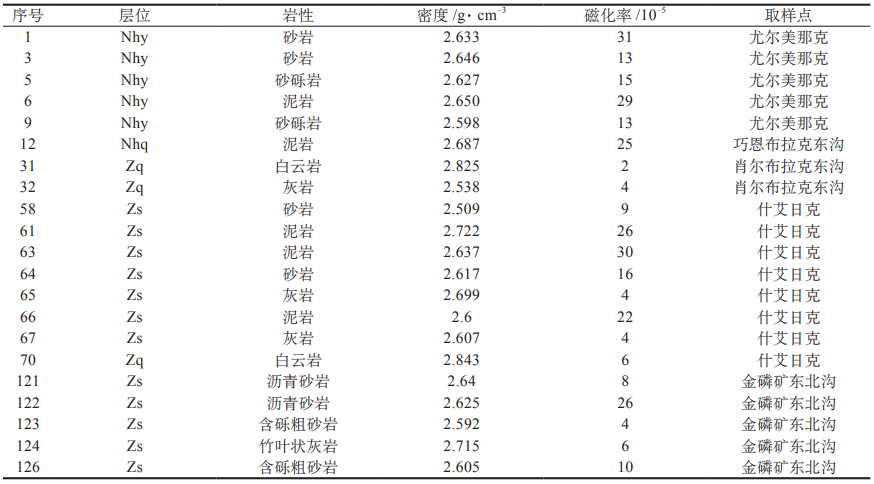 序号 层位 岩性 密度 /g· cm⁻³ 磁化率 /10⁻⁵ 取样点
1 Nhy 砂岩 2.633 31 尤尔美那克
3 Nhy 砂岩 2.646 13 尤尔美那克
5 Nhy 砂砾岩 2.627 15 尤尔美那克
6 Nhy 泥岩 2.650 29 尤尔美那克
9 Nhy 砂砾岩 2.598 13 尤尔美那克
12 Nhq 泥岩 2.687 25 巧恩布拉克东沟
31 Zq 白云岩 2.825 2 肖尔布拉克东沟
32 Zq 灰岩 2.538 4 肖尔布拉克东沟
58 Zs 砂岩 2.509 9 什艾日克
61 Zs 泥岩 2.722 26 什艾日克
63 Zs 泥岩 2.637 30 什艾日克
64 Zs 砂岩 2.617 16 什艾日克
65 Zs 灰岩 2.699 4 什艾日克
66 Zs 泥岩 2.6 22 什艾日克
67 Zs 灰岩 2.607 4 什艾日克
70 Zq 白云岩 2.843 6 什艾日克
121 Zs 沥青砂岩 2.64 8 金磷矿东北沟
122 Zs 沥青砂岩 2.625 26 金磷矿东北沟
123 Zs 含砾粗砂岩 2.592 4 金磷矿东北沟
124 Zs 竹叶状灰岩 2.715 6 金磷矿东北沟
126 Zs 含砾粗砂岩 2.605 10 金磷矿东北沟